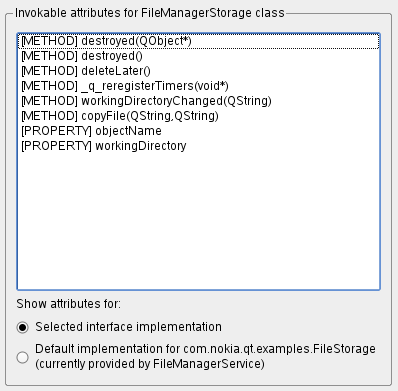 Invokable attributes for FileManagerStorage class
[METHOD] destroyed(QObject*)
[METHOD] destroyed()
[METHOD] deleteLater()
[METHOD] _q_reregisterTimers(void*)
[METHOD] workingDirectoryChanged(QString)
[METHOD] copyFile(QString,QString)
[PROPERTY] objectName
[PROPERTY] workingDirectory
Show attributes for:
Selected interface implementation
Default implementation for com.nokia.qt.examples.FileStorage
(currently provided by FileManagerService)